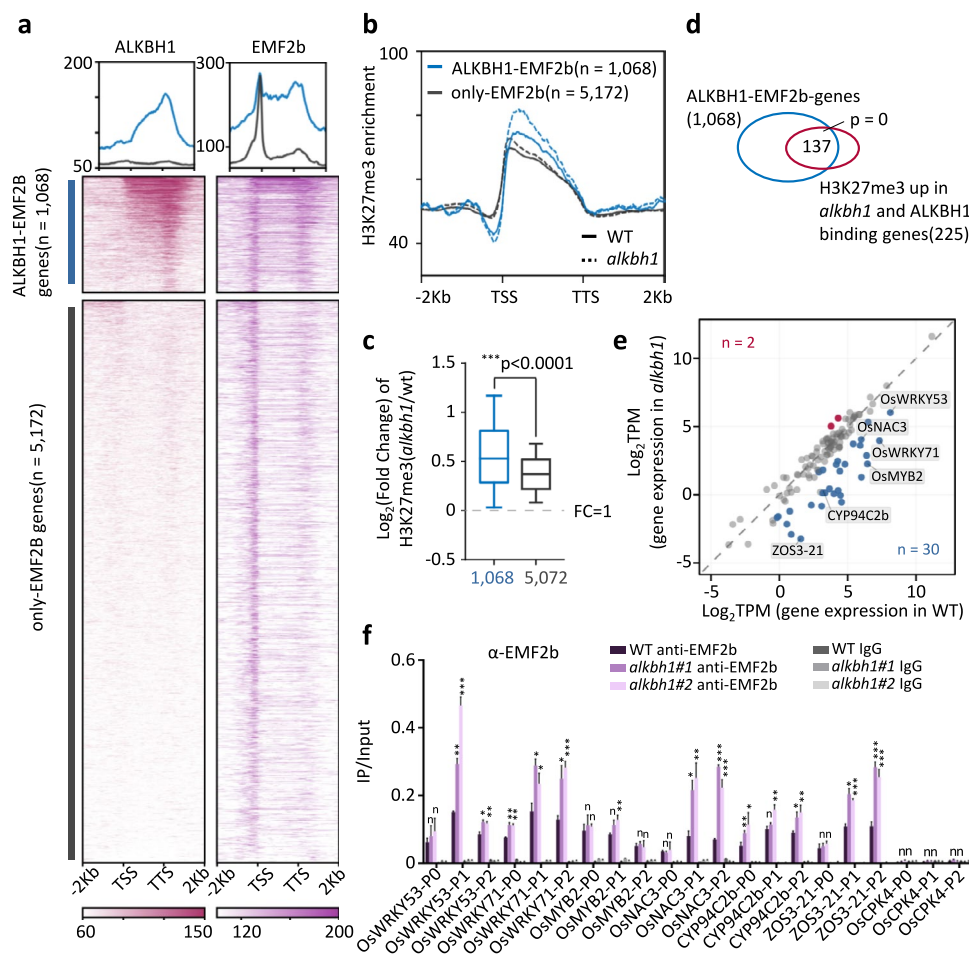 a
ALKBH1
EMF2b
200
50
300
100
ALKBH1-EMF2B
genes(n = 1,068)
only-EMF2B genes(n = 5,172)
-2Kb
TSS
TTS
2Kb
-2Kb
TSS
TTS
2Kb
60
150
120
200
b
100
40
H3K27me3 enrichment
ALKBH1-EMF2b(n = 1,068)
only-EMF2b(n = 5,172)
WT
alkbh1
-2Kb
TSS
TTS
2Kb
c
Log2(Fold Change) of
H3K27me3(alkbh1/wt)
1.5
1
0.5
0
-0.5
***p<0.0001
FC=1
1,068
5,072
d
ALKBH1-EMF2b-genes
(1,068)
p = 0
137
H3K27me3 up in
alkbh1 and ALKBH1
binding genes(225)
e
Log2TPM
(gene expression in alkbh1)
10
5
0
-5
n = 2
OsWRKY53
OsNAC3
OsWRKY71
OsMYB2
CYP94C2b
ZOS3-21
n = 30
-5
0
5
10
Log2TPM (gene expression in WT)
f
α-EMF2b
WT anti-EMF2b
alkbh1#1 anti-EMF2b
alkbh1#2 anti-EMF2b
WT IgG
alkbh1#1 IgG
alkbh1#2 IgG
IP/Input
0.6
0.4
0.2
0
n n
** ***
* **
** **
* *
* ***
n n
n **
n n
n n
* **
*** ***
** *
n **
* **
n n
* ***
*** ***
n n
n n
n n
OsWRKY53-P0
OsWRKY53-P1
OsWRKY53-P2
OsWRKY71-P0
OsWRKY71-P1
OsWRKY71-P2
OsMYB2-P0
OsMYB2-P1
OsMYB2-P2
OsNAC3-P0
OsNAC3-P1
OsNAC3-P2
CYP94C2b-P0
CYP94C2b-P1
CYP94C2b-P2
ZOS3-21-P0
ZOS3-21-P1
ZOS3-21-P2
OsCPK4-P0
OsCPK4-P1
OsCPK4-P2